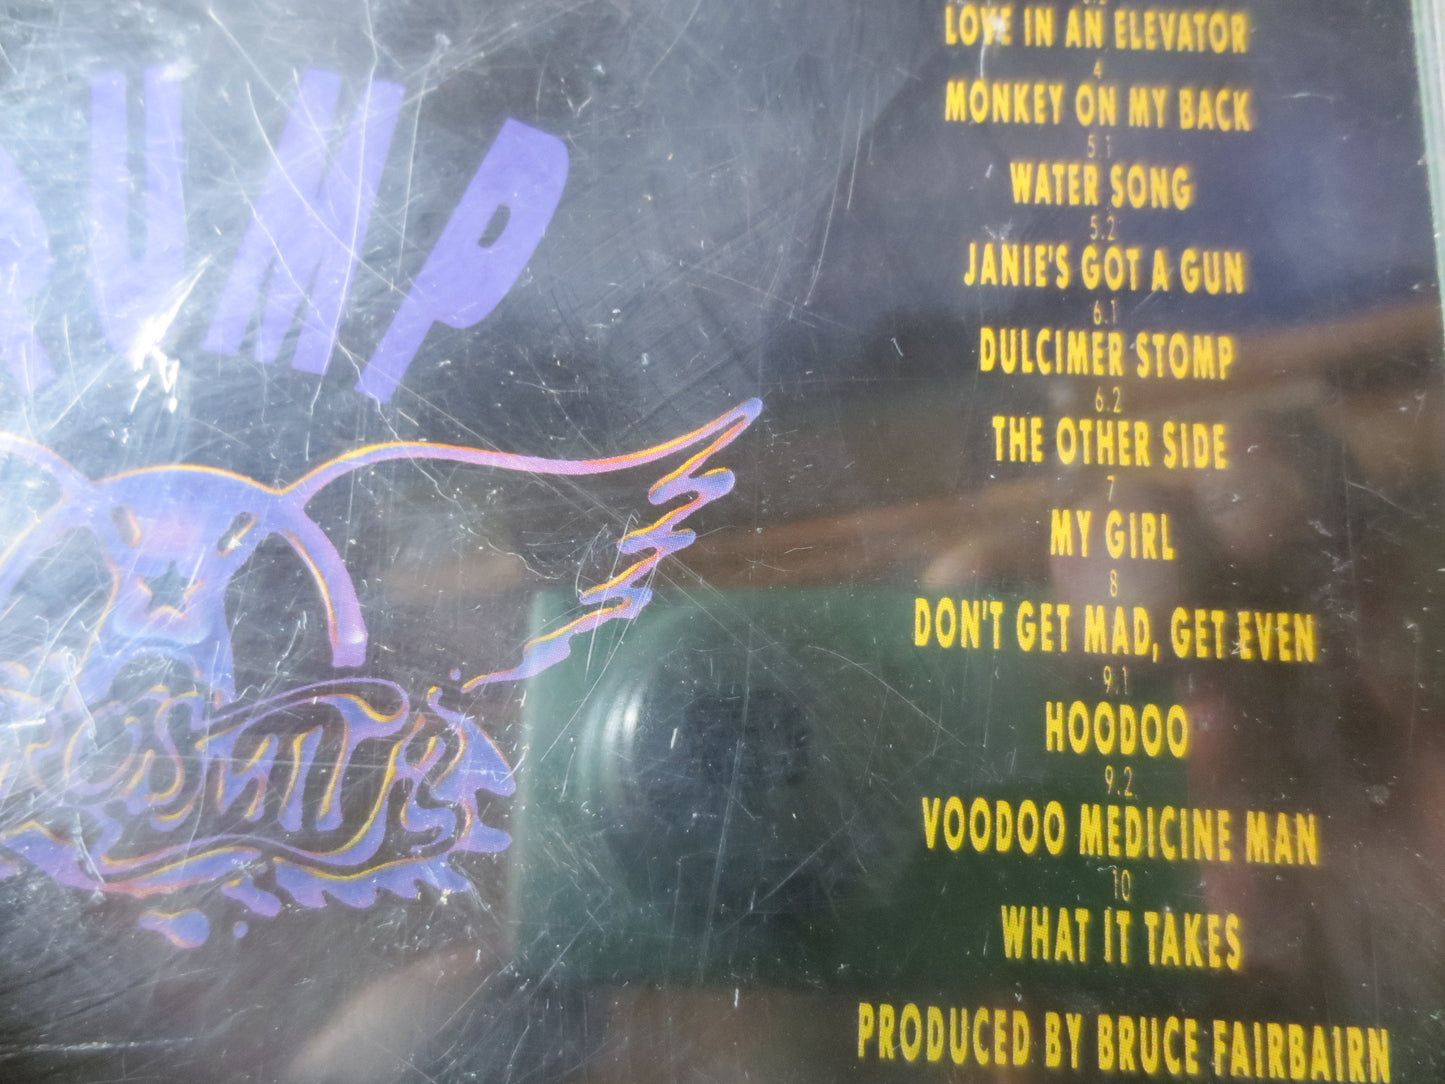 RUMP
AEROSMITH
LOVE IN AN ELEVATOR
4
MONKEY ON MY BACK
5.1
WATER SONG
5.2
JANIE'S GOT A GUN
6.1
DULCIMER STOMP
6.2
THE OTHER SIDE
7
MY GIRL
8
DON'T GET MAD, GET EVEN
9.1
HOODOO
9.2
VOODOO MEDICINE MAN
10
WHAT IT TAKES
PRODUCED BY BRUCE FAIRBAIRN